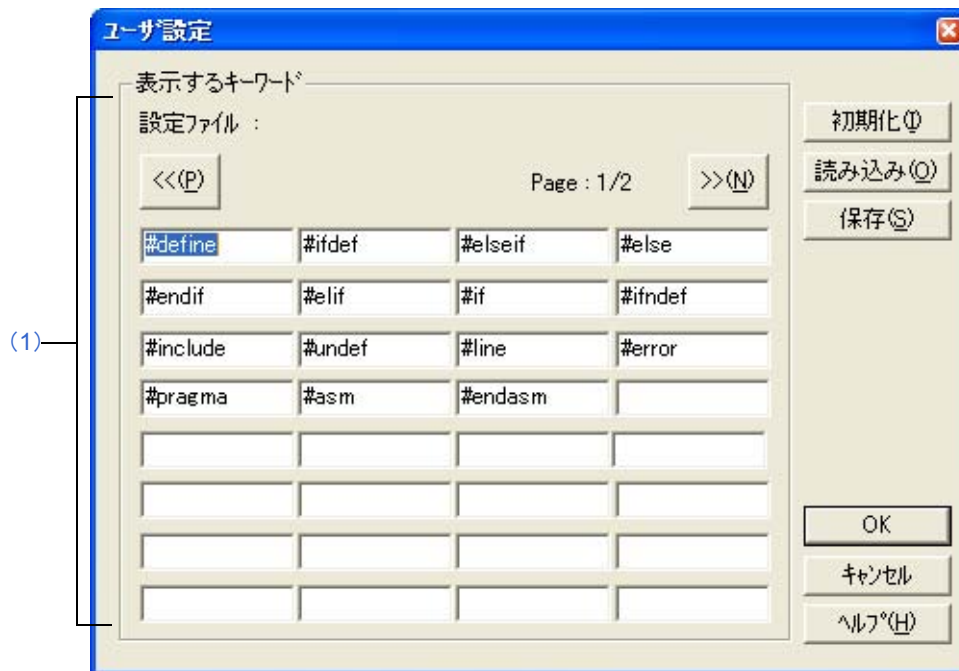 ユーザ設定
表示するキーワード
設定ファイル :
<<(P) Page : 1/2 >>(N)
#define #ifdef #elseif #else
#endif #elif #if #ifndef
#include #undef #line #error
#pragma #asm #endasm
(1)
初期化(I)
読み込み(O)
保存(S)
OK
キャンセル
ヘルプ(H)